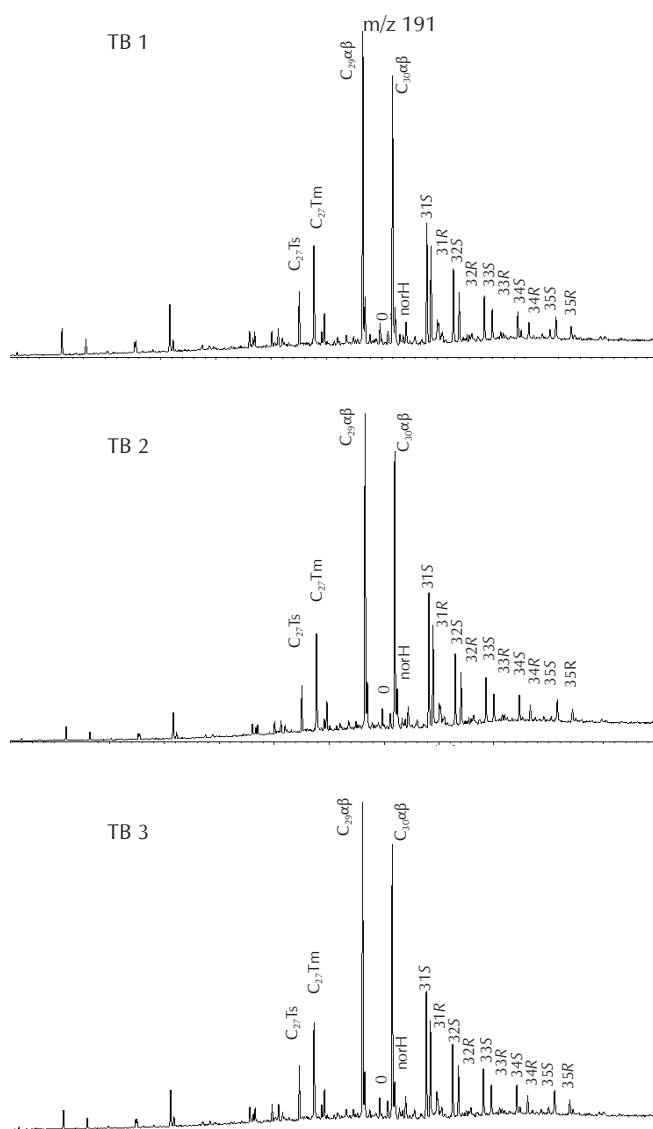 m/z 191
TB 1
C₂₉αβ
C₃₀αβ
C₂₇Ts
C₂₇Tm
0
norH
31S
31R
32S
32R
33S
33R
34S
34R
35S
35R
TB 2
C₂₉αβ
C₃₀αβ
C₂₇Ts
C₂₇Tm
0
norH
31S
31R
32S
32R
33S
33R
34S
34R
35S
35R
TB 3
C₂₉αβ
C₃₀αβ
C₂₇Ts
C₂₇Tm
0
norH
31S
31R
32S
32R
33S
33R
34S
34R
35S
35R